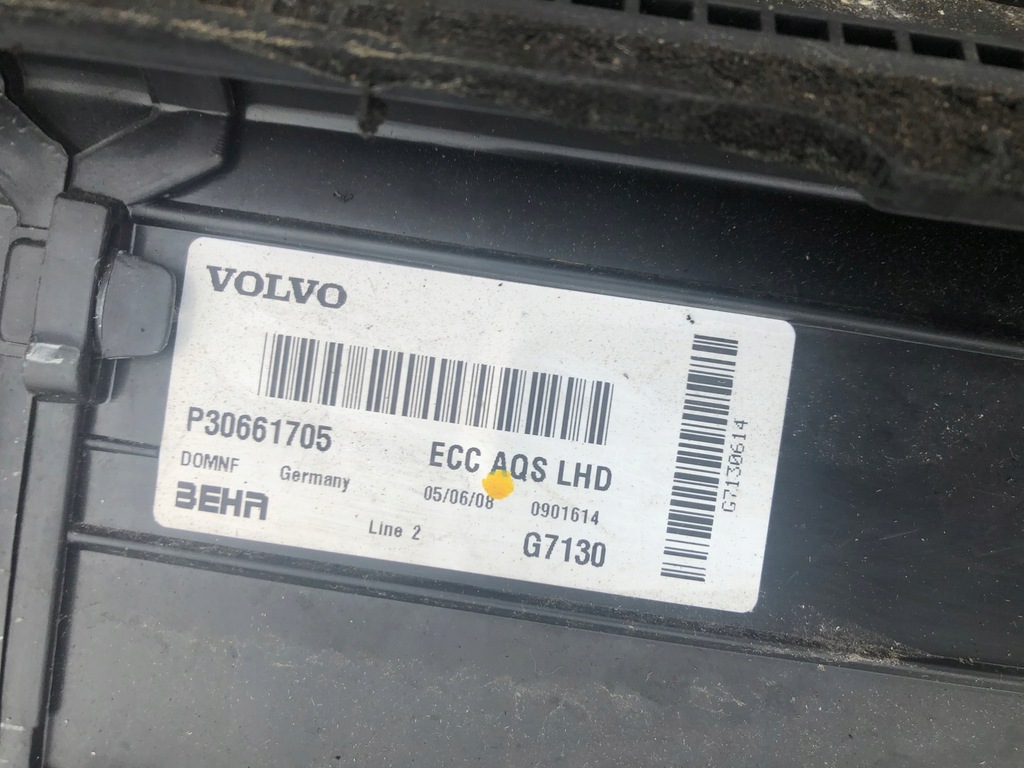 VOLVO
P30661705 ECC AQS LHD
DOMNF Germany 05/06/08 0901614
BEHR Line 2 G7130
G7130614